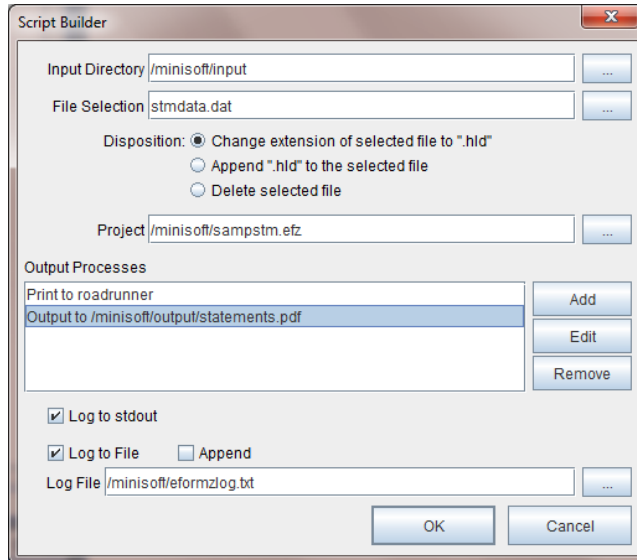 Script Builder
Input Directory /minisoft/input ...
File Selection stmdata.dat ...
Disposition: Change extension of selected file to ".hld"
Append ".hld" to the selected file
Delete selected file
Project /minisoft/sampstm.efz ...
Output Processes
Print to roadrunner
Output to /minisoft/output/statements.pdf
Add
Edit
Remove
Log to stdout
Log to File Append
Log File /minisoft/eformzlog.txt ...
OK Cancel